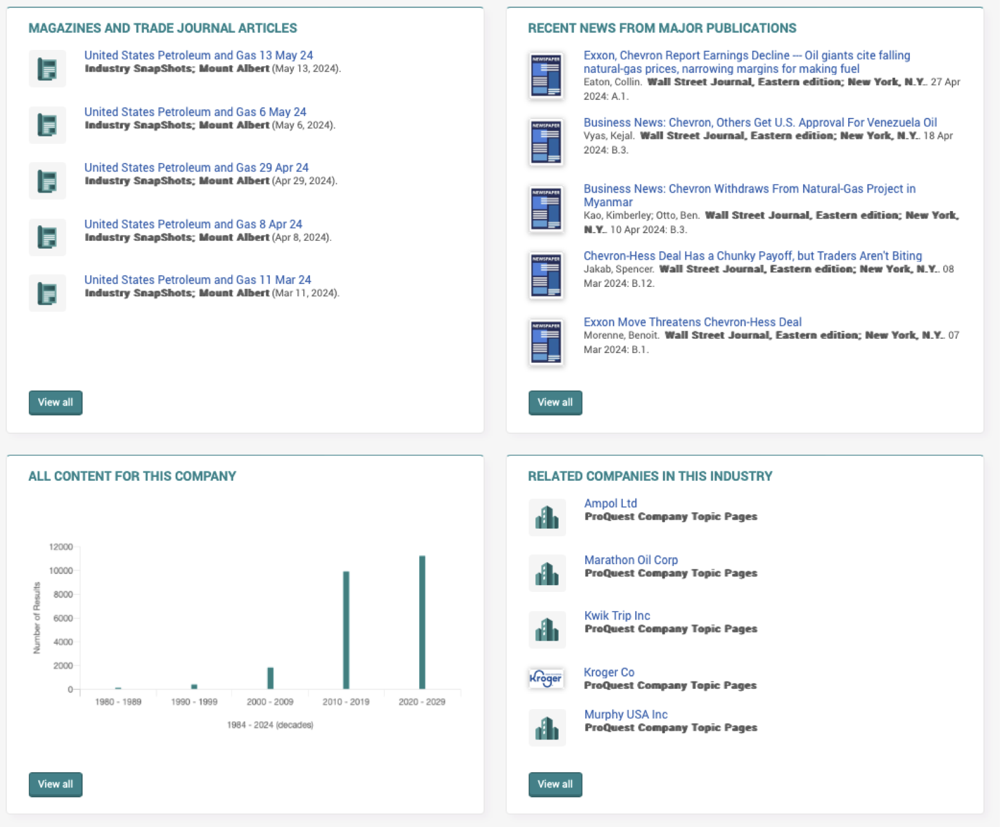 MAGAZINES AND TRADE JOURNAL ARTICLES
United States Petroleum and Gas 13 May 24
Industry SnapShots; Mount Albert (May 13, 2024).
United States Petroleum and Gas 6 May 24
Industry SnapShots; Mount Albert (May 6, 2024).
United States Petroleum and Gas 29 Apr 24
Industry SnapShots; Mount Albert (Apr 29, 2024).
United States Petroleum and Gas 8 Apr 24
Industry SnapShots; Mount Albert (Apr 8, 2024).
United States Petroleum and Gas 11 Mar 24
Industry SnapShots; Mount Albert (Mar 11, 2024).
View all
RECENT NEWS FROM MAJOR PUBLICATIONS
NEWSPAPER
Exxon, Chevron Report Earnings Decline --- Oil giants cite falling
natural-gas prices, narrowing margins for making fuel
Eaton, Collin. Wall Street Journal, Eastern edition; New York, N.Y.. 27 Apr
2024: A.1.
NEWSPAPER
Business News: Chevron, Others Get U.S. Approval For Venezuela Oil
Vyas, Kejal. Wall Street Journal, Eastern edition; New York, N.Y.. 18 Apr
2024: B.3.
NEWSPAPER
Business News: Chevron Withdraws From Natural-Gas Project in
Myanmar
Kao, Kimberley; Otto, Ben. Wall Street Journal, Eastern edition; New York,
N.Y.. 10 Apr 2024: B.3.
NEWSPAPER
Chevron-Hess Deal Has a Chunky Payoff, but Traders Aren't Biting
Jakab, Spencer. Wall Street Journal, Eastern edition; New York, N.Y.. 08
Mar 2024: B.12.
NEWSPAPER
Exxon Move Threatens Chevron-Hess Deal
Morenne, Benoit. Wall Street Journal, Eastern edition; New York, N.Y.. 07
Mar 2024: B.1.
View all
ALL CONTENT FOR THIS COMPANY
Number of Results
12000
10000
8000
6000
4000
2000
0
1980 - 1989 1990 - 1999 2000 - 2009 2010 - 2019 2020 - 2029
1984 - 2024 (decades)
View all
RELATED COMPANIES IN THIS INDUSTRY
Ampol Ltd
ProQuest Company Topic Pages
Marathon Oil Corp
ProQuest Company Topic Pages
Kwik Trip Inc
ProQuest Company Topic Pages
Kroger
Kroger Co
ProQuest Company Topic Pages
Murphy USA Inc
ProQuest Company Topic Pages
View all